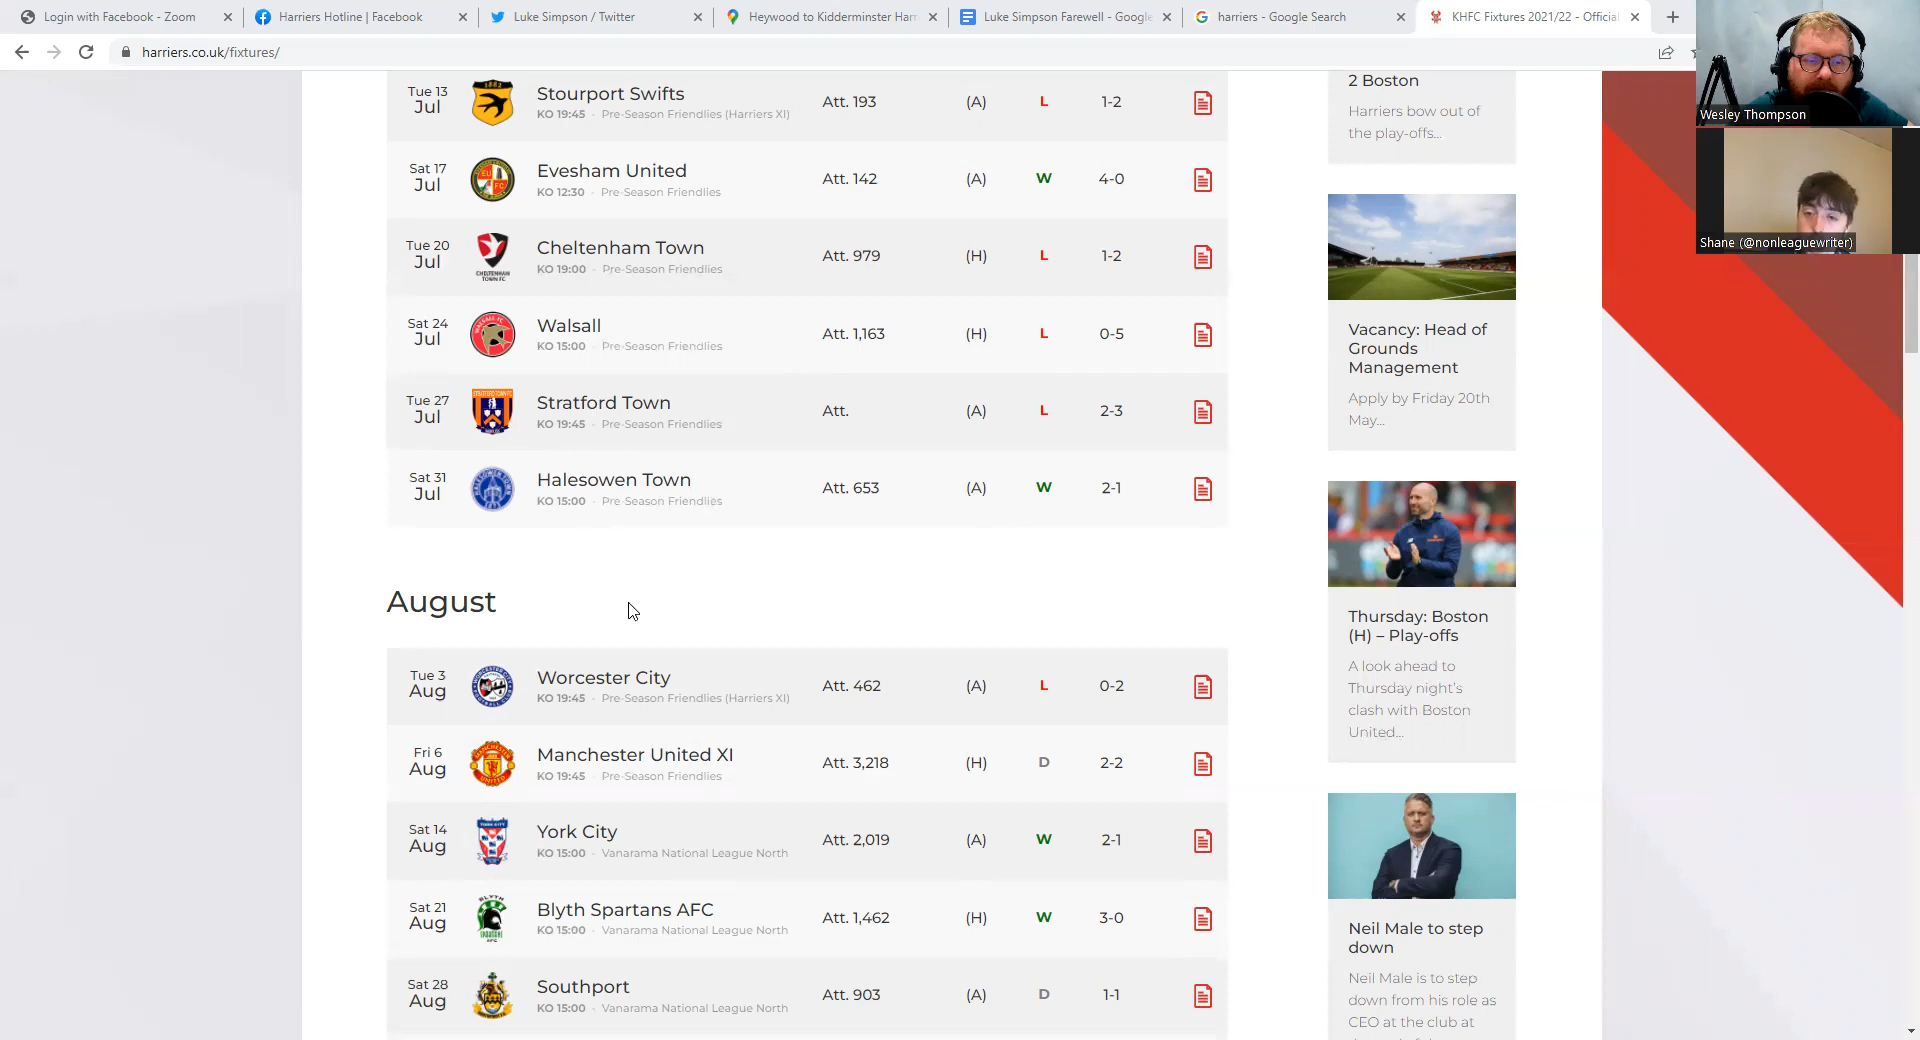 Login with Facebook - Zoom
Harriers Hotline | Facebook
Luke Simpson / Twitter
Heywood to Kidderminster Harr
Luke Simpson Farewell - Google
harriers - Google Search
KHFC Fixtures 2021/22 - Official
harriers.co.uk/fixtures/
Tue 13
Jul
Stourport Swifts
KO 19:45 - Pre-Season Friendlies (Harriers XI)
Att. 193
(A)
L
1-2
Sat 17
Jul
Evesham United
KO 12:30 - Pre-Season Friendlies
Att. 142
(A)
W
4-0
Tue 20
Jul
Cheltenham Town
KO 19:00 - Pre-Season Friendlies
Att. 979
(H)
L
1-2
CHELTENHAM
TOWN FC
Sat 24
Jul
Walsall
KO 15:00 - Pre-Season Friendlies
Att. 1,163
(H)
L
0-5
Tue 27
Jul
Stratford Town
KO 19:45 - Pre-Season Friendlies
Att.
(A)
L
2-3
Sat 31
Jul
Halesowen Town
KO 15:00 - Pre-Season Friendlies
Att. 653
(A)
W
2-1
August
Tue 3
Aug
Worcester City
KO 19:45 - Pre-Season Friendlies (Harriers XI)
Att. 462
(A)
L
0-2
Fri 6
Aug
Manchester United XI
KO 19:45 - Pre-Season Friendlies
Att. 3,218
(H)
D
2-2
Sat 14
Aug
York City
KO 15:00 - Vanarama National League North
Att. 2,019
(A)
W
2-1
Sat 21
Aug
Blyth Spartans AFC
KO 15:00 - Vanarama National League North
Att. 1,462
(H)
W
3-0
Sat 28
Aug
Southport
KO 15:00 - Vanarama National League North
Att. 903
(A)
D
1-1
2 Boston
Harriers bow out of
the play-offs...
Vacancy: Head of
Grounds
Management
Apply by Friday 20th
May...
Thursday: Boston
(H) – Play-offs
A look ahead to
Thursday night's
clash with Boston
United...
Neil Male to step
down
Neil Male is to step
down from his role as
CEO at the club at
Wesley Thompson
Shane (@nonleaguewriter)